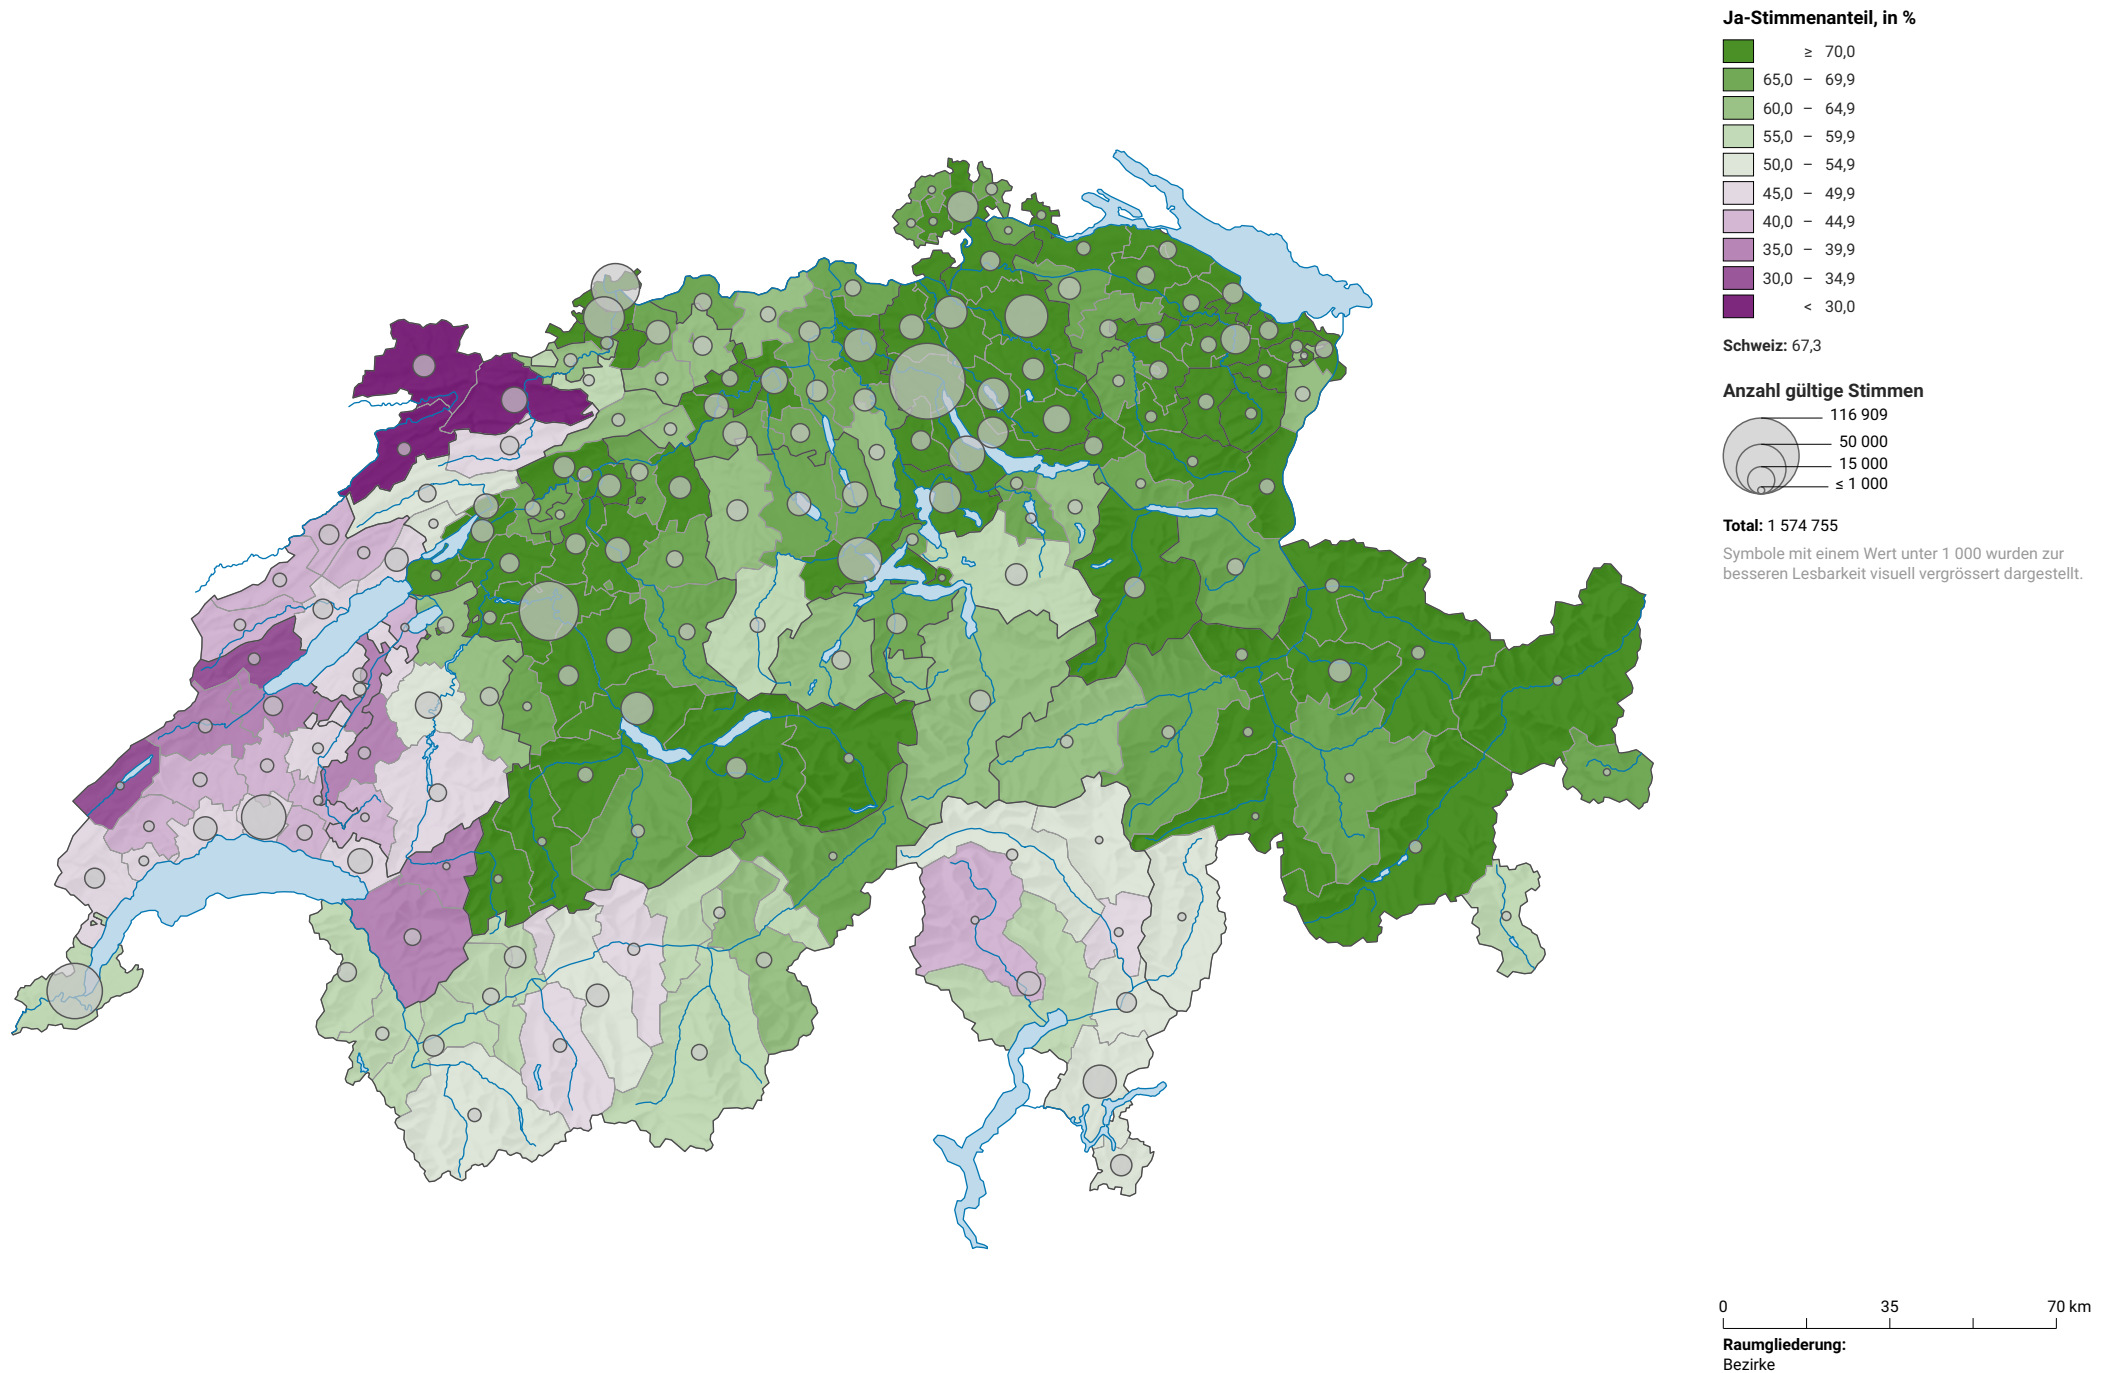 Ja-Stimmenanteil, in %
≥ 70,0
65,0 – 69,9
60,0 – 64,9
55,0 – 59,9
50,0 – 54,9
45,0 – 49,9
40,0 – 44,9
35,0 – 39,9
30,0 – 34,9
< 30,0
Schweiz: 67,3
Anzahl gültige Stimmen
116 909
50 000
15 000
≤ 1 000
Total: 1 574 755
Symbole mit einem Wert unter 1 000 wurden zur
besseren Lesbarkeit visuell vergrössert dargestellt.
0 35 70 km
Raumgliederung:
Bezirke